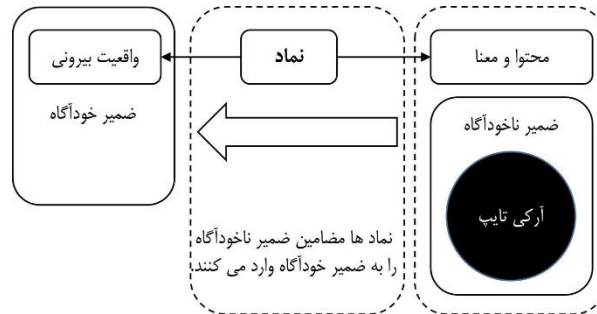 محتوا و معنا
نماد
واقعیت بیرونی
ضمیر ناخودآگاه
آرکی تایپ
ضمیر خودآگاه
نماد ها مضامین ضمیر ناخودآگاه
را به ضمیر خودآگاه وارد می کنند.